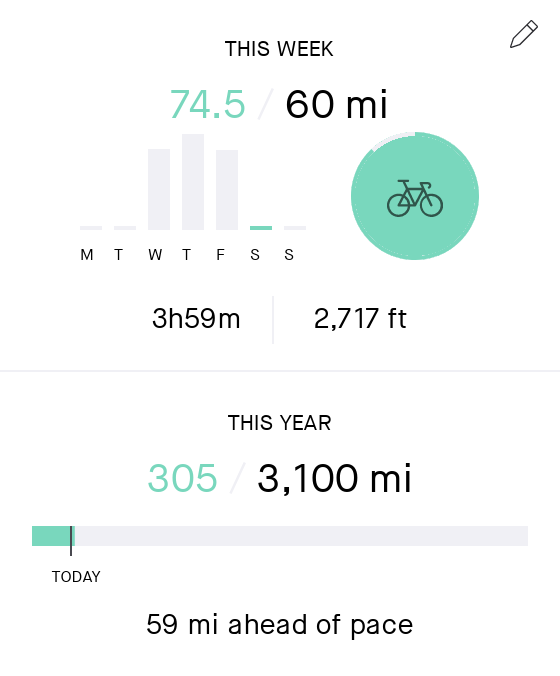 THIS WEEK
74.5 / 60 mi
M T W T F S S
3h59m 2,717 ft
THIS YEAR
305 / 3,100 mi
TODAY
59 mi ahead of pace